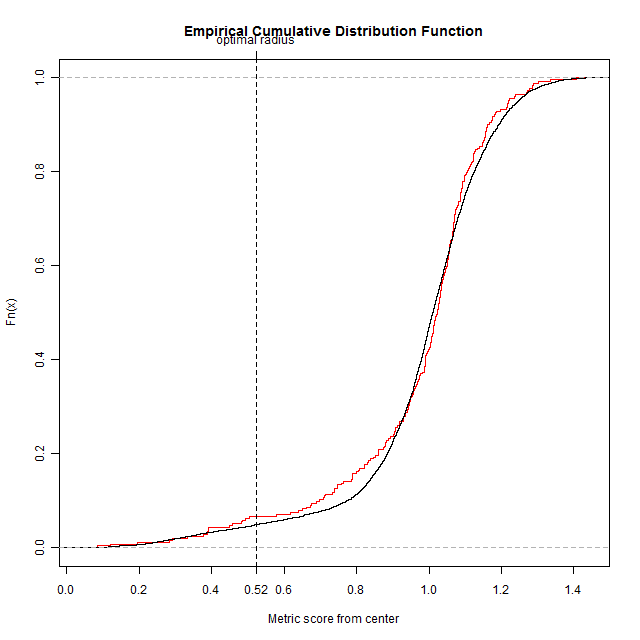 Empirical Cumulative Distribution Function
optimal radius
1.0
0.8
0.6
0.4
0.2
0.0
Fn(x)
0.0 0.2 0.4 0.52 0.6 0.8 1.0 1.2 1.4
Metric score from center